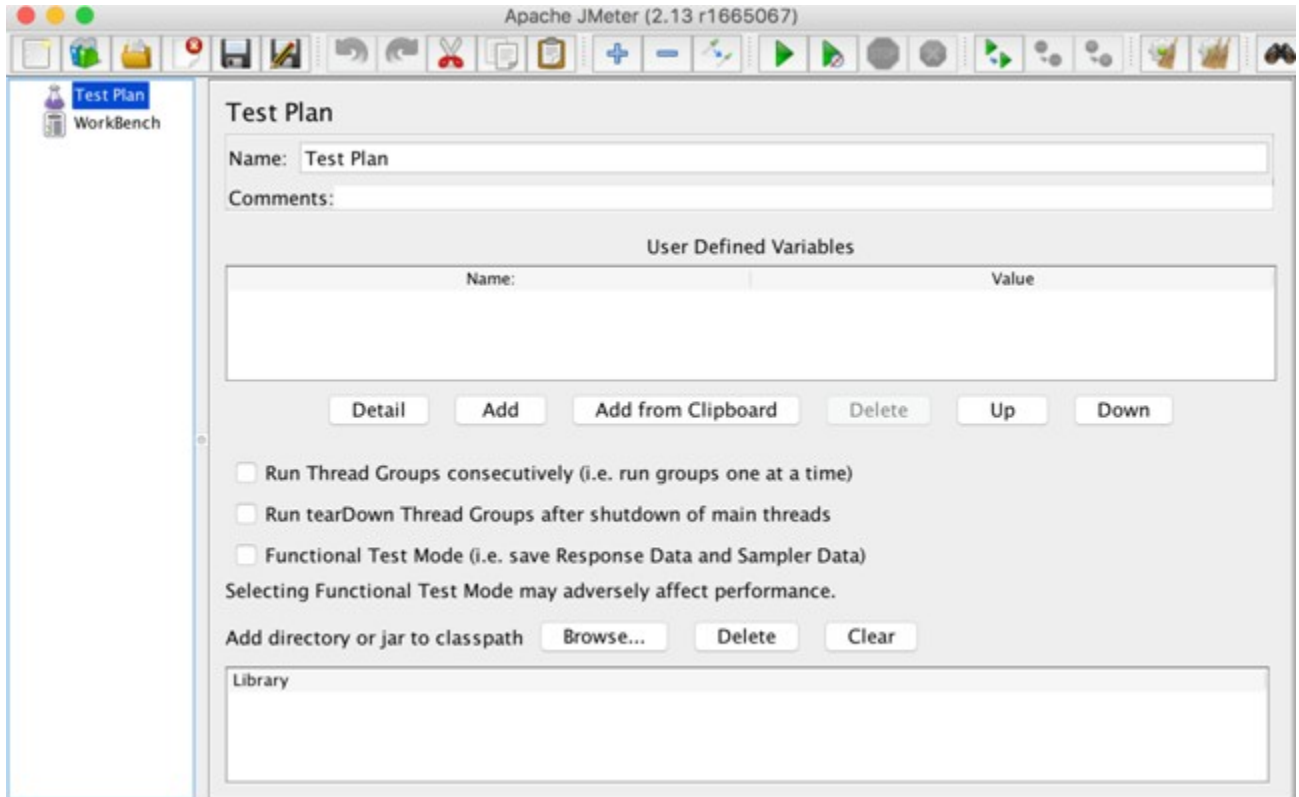 Apache JMeter (2.13 r1665067)
Test Plan
WorkBench
Test Plan
Name: Test Plan
Comments:
User Defined Variables
Name: Value
Detail Add Add from Clipboard Delete Up Down
Run Thread Groups consecutively (i.e. run groups one at a time)
Run tearDown Thread Groups after shutdown of main threads
Functional Test Mode (i.e. save Response Data and Sampler Data)
Selecting Functional Test Mode may adversely affect performance.
Add directory or jar to classpath Browse... Delete Clear
Library